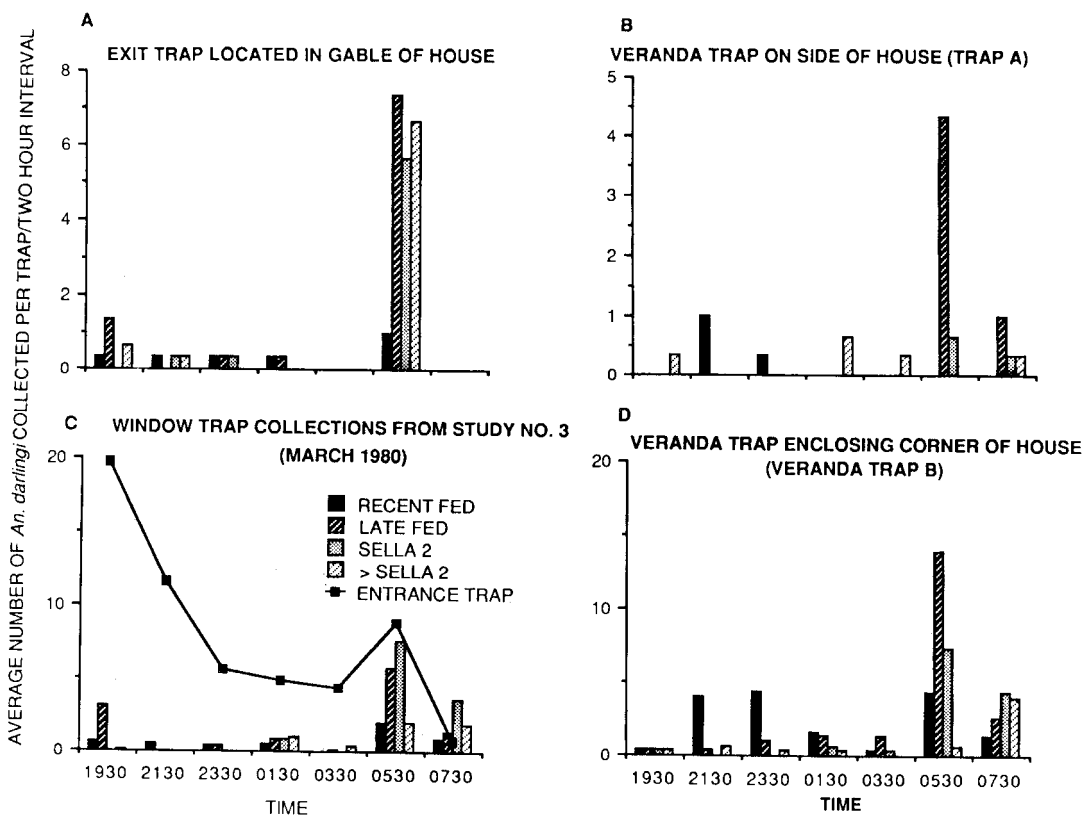 A
EXIT TRAP LOCATED IN GABLE OF HOUSE
8
6
4
2
0
B
VERANDA TRAP ON SIDE OF HOUSE (TRAP A)
5
4
3
2
1
0
AVERAGE NUMBER OF An. darlingi COLLECTED PER TRAP/TWO HOUR INTERVAL
C
WINDOW TRAP COLLECTIONS FROM STUDY NO. 3
(MARCH 1980)
20
10
0
RECENT FED
LATE FED
SELLA 2
> SELLA 2
ENTRANCE TRAP
1930 2130 2330 0130 0330 0530 0730
TIME
D
VERANDA TRAP ENCLOSING CORNER OF HOUSE
(VERANDA TRAP B)
20
10
0
1930 2130 2330 0130 0330 0530 0730
TIME